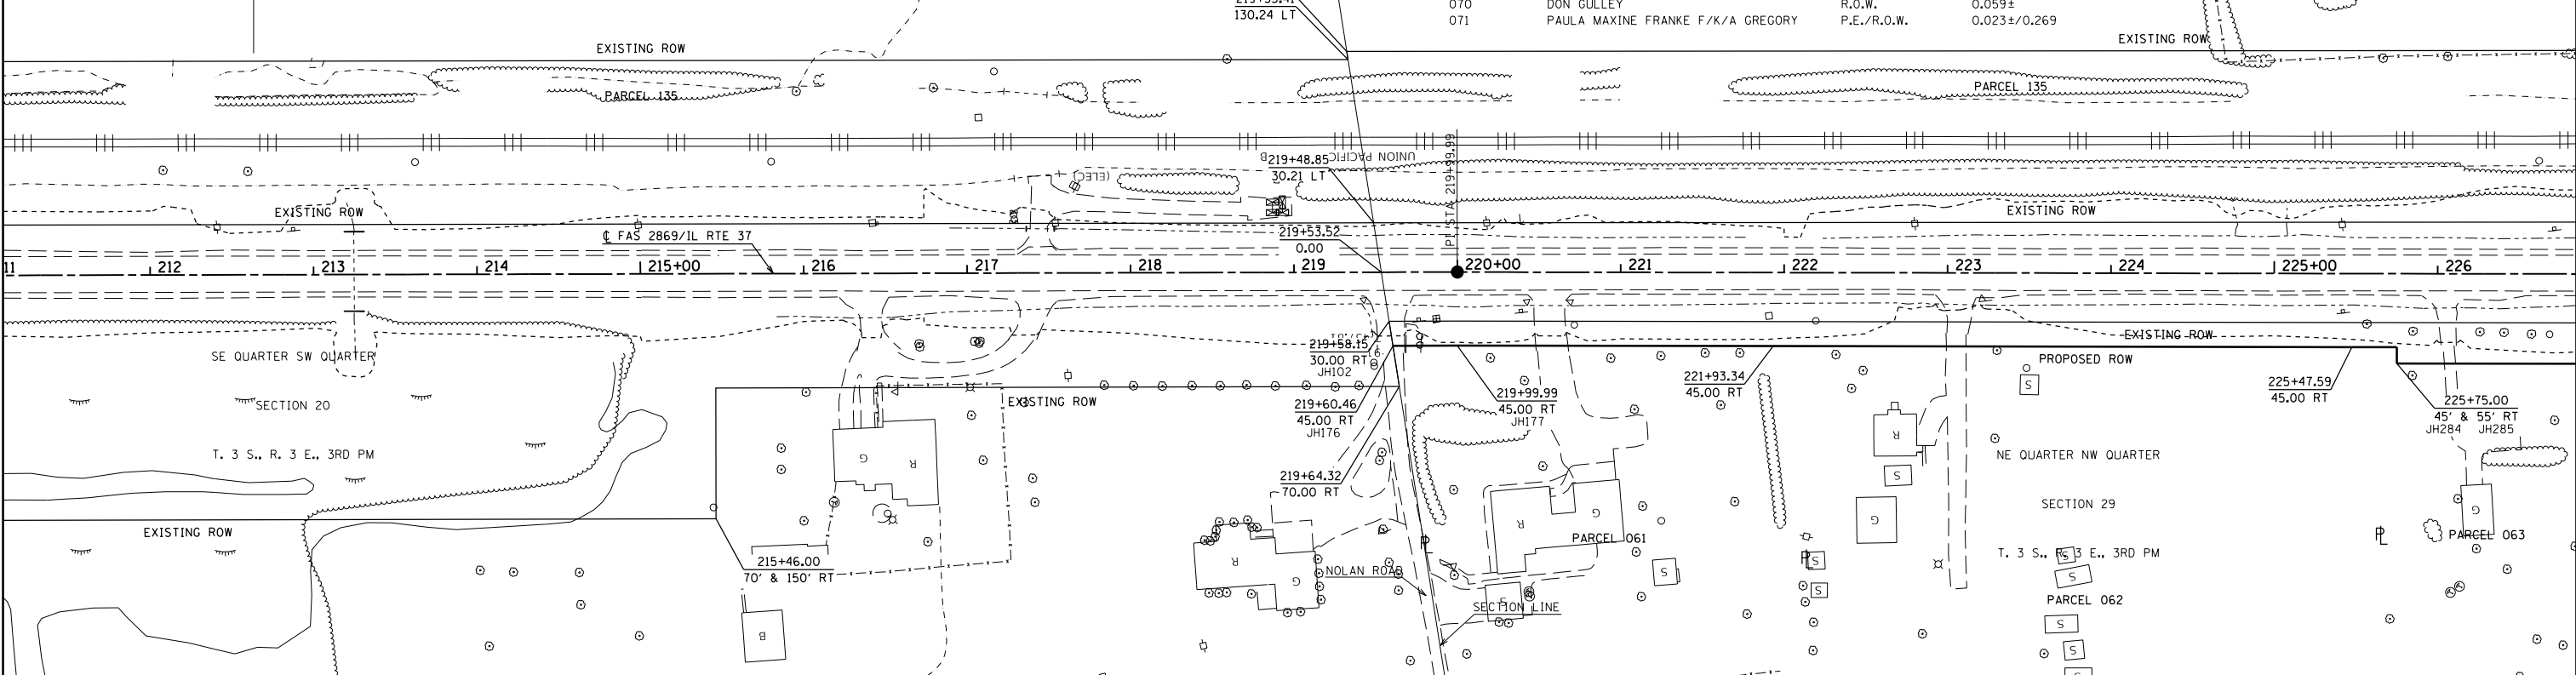 130.24 LT
070 DON GULLEY R.O.W. 0.059±
071 PAULA MAXINE FRANKE F/K/A GREGORY P.E./R.O.W. 0.023±/0.269
EXISTING ROW
EXISTING ROW
PARCEL 135
PARCEL 135
UNION PACIFIC
219+48.85
30.21 LT
(ELEC)
PI STA 219+99.99
EXISTING ROW
EXISTING ROW
℄ FAS 2869/IL RTE 37
219+53.52
0.00
11 212 213 214 215+00 216 217 218 219 220+00 221 222 223 224 225+00 226
EXISTING ROW
SE QUARTER SW QUARTER
219+58.15
30.00 RT
JH102
PROPOSED ROW
221+93.34
45.00 RT
225+47.59
45.00 RT
219+99.99
45.00 RT
JH177
SECTION 20
EXISTING ROW
219+60.46
45.00 RT
JH176
225+75.00
45' & 55' RT
JH284 JH285
T. 3 S., R. 3 E., 3RD PM
G R
R
S
S
NE QUARTER NW QUARTER
219+64.32
70.00 RT
SECTION 29
EXISTING ROW
R G
G
G
PARCEL 061
PARCEL 063
T. 3 S., R. 3 E., 3RD PM
215+46.00
70' & 150' RT
R G
NOLAN ROAD
S
S
S
S
S
S
PARCEL 062
SECTION LINE
B
S
S